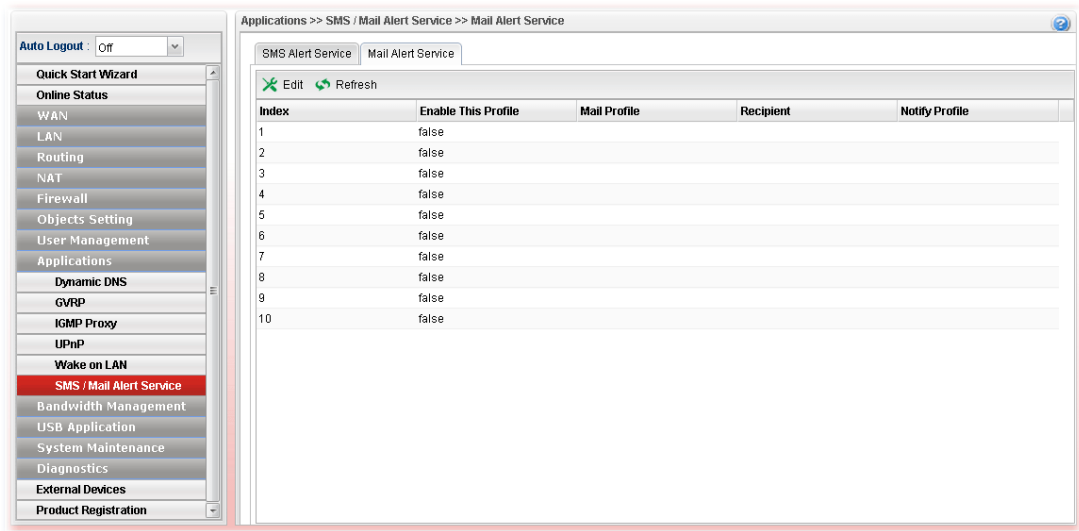 Applications >> SMS / Mail Alert Service >> Mail Alert Service
Auto Logout : Off
Quick Start Wizard
Online Status
WAN
LAN
Routing
NAT
Firewall
Objects Setting
User Management
Applications
Dynamic DNS
GVRP
IGMP Proxy
UPnP
Wake on LAN
SMS / Mail Alert Service
Bandwidth Management
USB Application
System Maintenance
Diagnostics
External Devices
Product Registration
SMS Alert Service Mail Alert Service
Edit Refresh
Index Enable This Profile Mail Profile Recipient Notify Profile
1 false
2 false
3 false
4 false
5 false
6 false
7 false
8 false
9 false
10 false